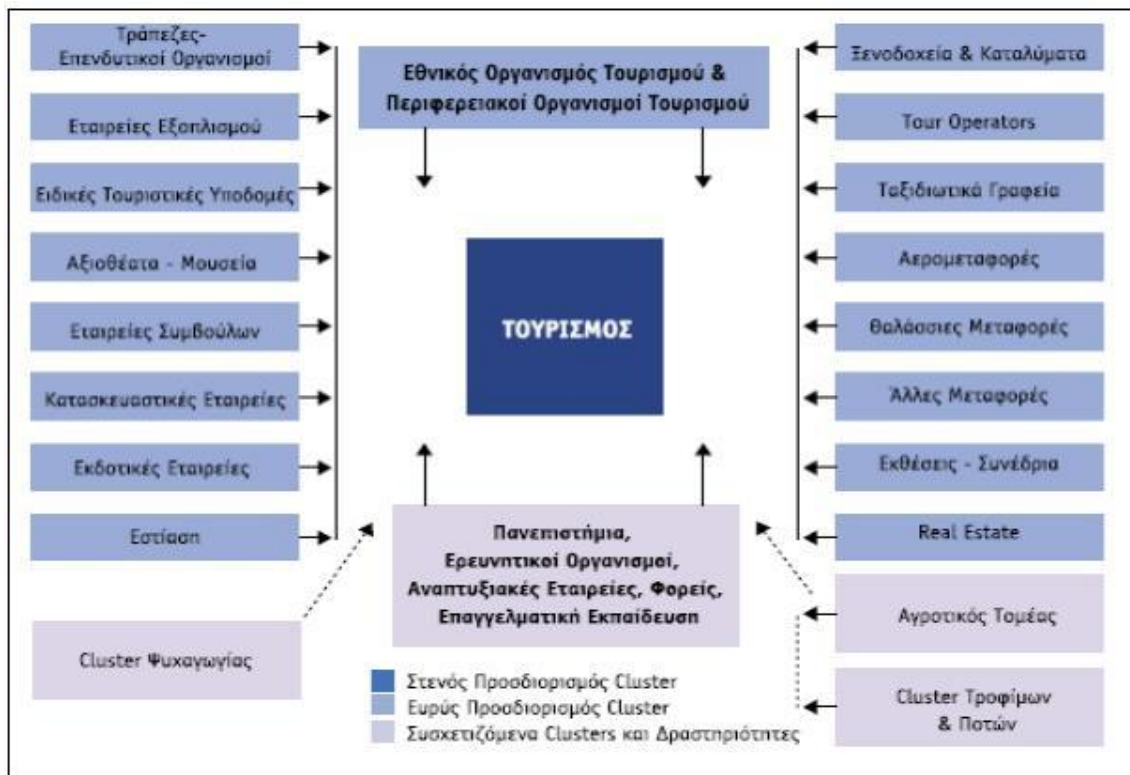 Τράπεζες-
Επενδυτικοί Οργανισμοί
Εταιρείες Εξοπλισμού
Ειδικές Τουριστικές Υποδομές
Αξιοθέατα - Μουσεία
Εταιρείες Συμβούλων
Κατασκευαστικές Εταιρείες
Εκδοτικές Εταιρείες
Εστίαση
Cluster Ψυχαγωγίας
Εθνικός Οργανισμός Τουρισμού &
Περιφερειακοί Οργανισμοί Τουρισμού
ΤΟΥΡΙΣΜΟΣ
Πανεπιστήμια,
Ερευνητικοί Οργανισμοί,
Αναπτυξιακές Εταιρείες, Φορείς,
Επαγγελματική Εκπαίδευση
Στενός Προσδιορισμός Cluster
Ευρύς Προσδιορισμός Cluster
Συσχετιζόμενα Clusters και Δραστηριότητες
Ξενοδοχεία & Καταλύματα
Tour Operators
Ταξιδιωτικά Γραφεία
Αερομεταφορές
Θαλάσσιες Μεταφορές
Άλλες Μεταφορές
Εκθέσεις - Συνέδρια
Real Estate
Αγροτικός Τομέας
Cluster Τροφίμων
& Ποτών